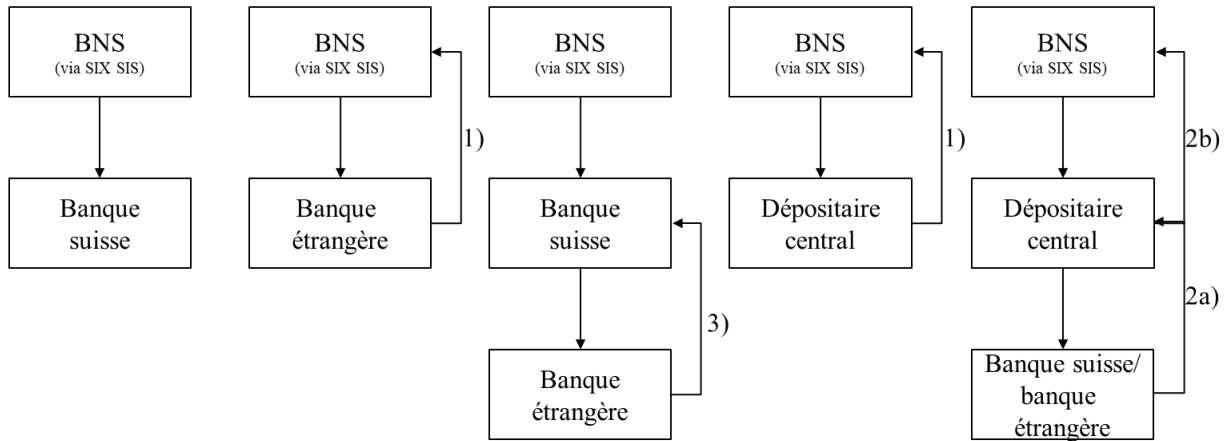 BNS
(via SIX SIS)
BNS
(via SIX SIS)
BNS
(via SIX SIS)
BNS
(via SIX SIS)
BNS
(via SIX SIS)
1)
1)
2b)
Banque
suisse
Banque
étrangère
Banque
suisse
Dépositaire
central
Dépositaire
central
3)
2a)
Banque
étrangère
Banque suisse/
banque
étrangère